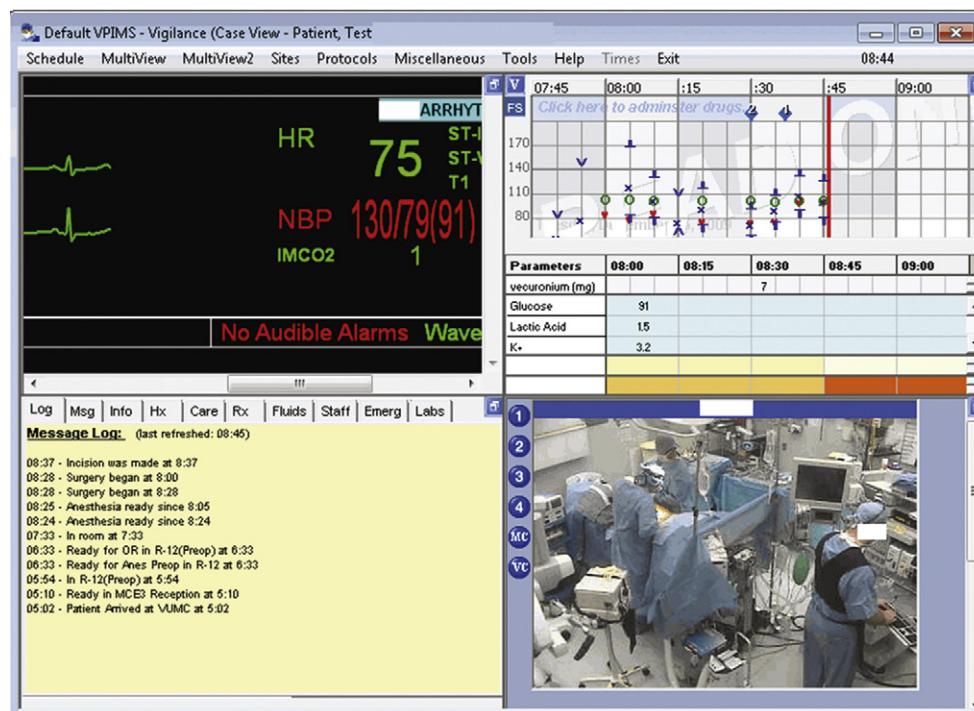 Default VPIMS - Vigilance (Case View - Patient, Test
Schedule MultiView MultiView2 Sites Protocols Miscellaneous Tools Help Times Exit 08:44
ARRHYT
HR 75 ST-I
ST-V
T1
NBP 130/79(91)
IMCO2 1
No Audible Alarms Wave
V 07:45 08:00 :15 :30 :45 09:00
FS Click here to adminster drugs.
170
140
110
80
READ ON
2009
Parameters 08:00 08:15 08:30 08:45 09:00
vecuronium (mg) 7
Glucose 91
Lactic Acid 1.5
K+ 3.2
Log Msg Info Hx Care Rx Fluids Staff Emerg Labs
Message Log: (last refreshed: 08:45)
08:37 - Incision was made at 8:37
08:28 - Surgery began at 8:00
08:28 - Surgery began at 8:28
08:25 - Anesthesia ready since 8:05
08:24 - Anesthesia ready since 8:24
07:33 - In room at 7:33
06:33 - Ready for OR in R-12(Preop) at 6:33
06:33 - Ready for Anes Preop in R-12 at 6:33
05:54 - In R-12(Preop) at 5:54
05:10 - Ready in MCE3 Reception at 5:10
05:02 - Patient Arrived at VUMC at 5:02
1
2
3
4
MC
VC